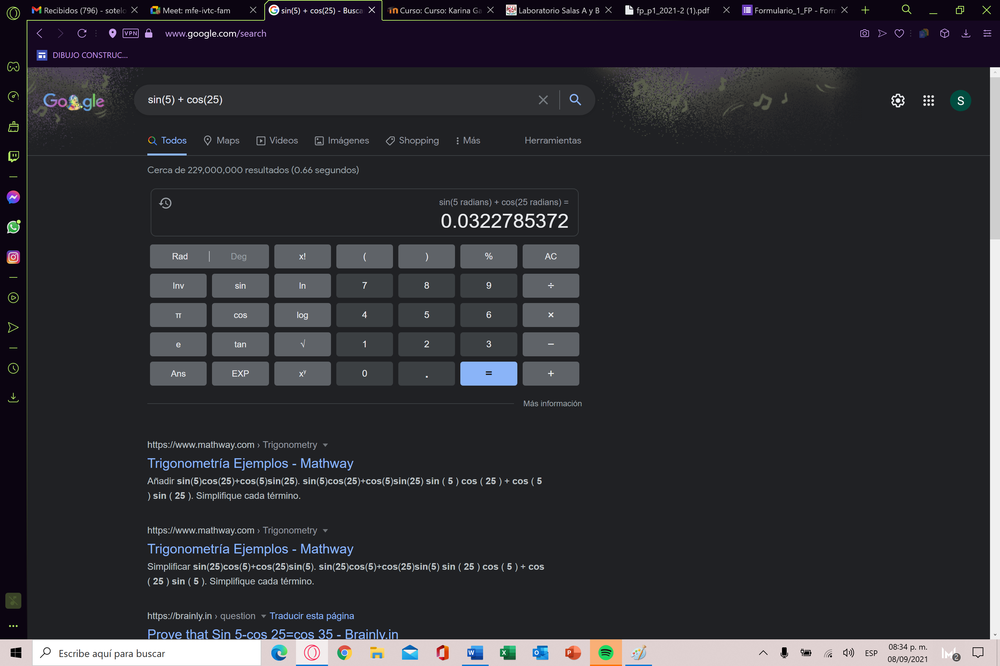 Recibidos (796) - sotelo
Meet: mfe-ivtc-fam
sin(5) + cos(25) - Busca
Curso: Curso: Karina Ga
Laboratorio Salas A y B
fp_p1_2021-2 (1).pdf
Formulario_1_FP - Form
VPN
www.google.com/search
DIBUJO CONSTRUC...
Google
sin(5) + cos(25)
S
Todos
Maps
Videos
Imágenes
Shopping
Más
Herramientas
Cerca de 229,000,000 resultados (0.66 segundos)
sin(5 radians) + cos(25 radians) =
0.0322785372
Rad | Deg x! ( ) % AC
Inv sin ln 7 8 9 ÷
π cos log 4 5 6 ×
e tan √ 1 2 3 −
Ans EXP xʸ 0 . = +
Más información
https://www.mathway.com › Trigonometry
Trigonometría Ejemplos - Mathway
Añadir sin(5)cos(25)+cos(5)sin(25). sin(5)cos(25)+cos(5)sin(25) sin ( 5 ) cos ( 25 ) + cos ( 5
) sin ( 25 ). Simplifique cada término.
https://www.mathway.com › Trigonometry
Trigonometría Ejemplos - Mathway
Simplificar sin(25)cos(5)+cos(25)sin(5). sin(25)cos(5)+cos(25)sin(5) sin ( 25 ) cos ( 5 ) + cos
( 25 ) sin ( 5 ). Simplifique cada término.
https://brainly.in › question
Traducir esta página
Prove that Sin 5-cos 25=cos 35 - Brainly.in
Escribe aquí para buscar
ESP
08:34 p. m.
08/09/2021
2